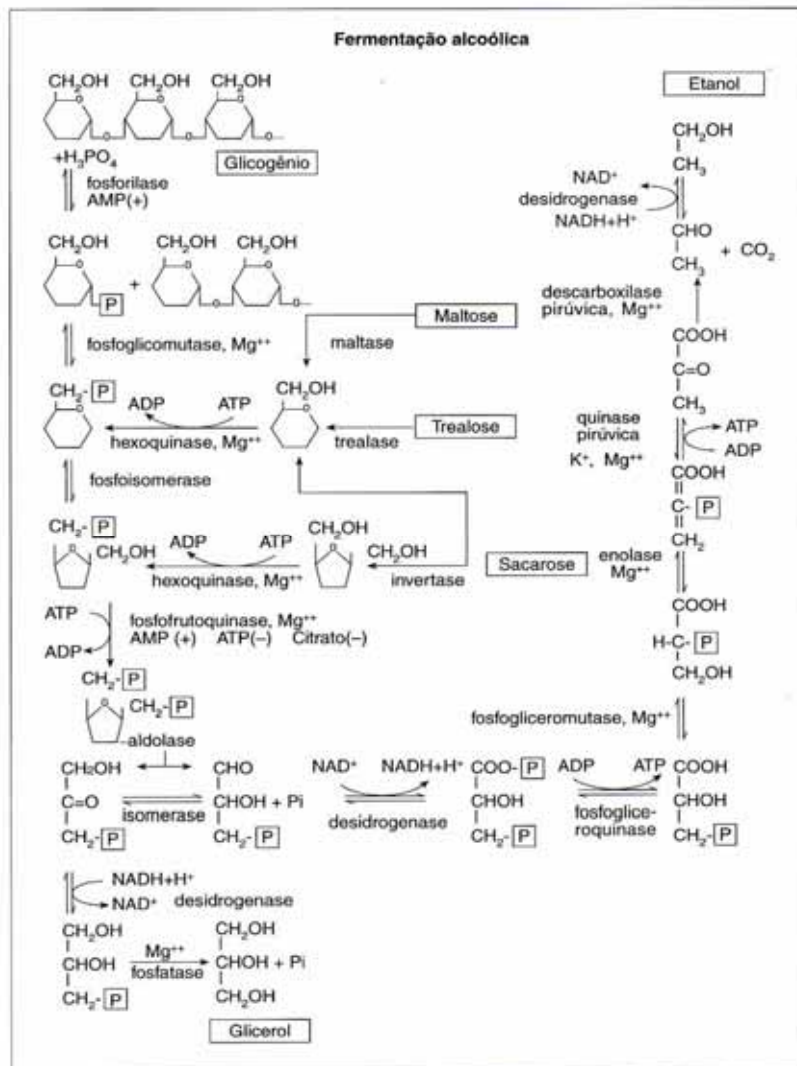 Fermentação alcoólica
CH2OH CH2OH CH2OH
+H3PO4
Glicogênio
fosforilase
AMP(+)
CH2OH CH2OH CH2OH
P
+
fosfoglicomutase, Mg++
Maltose
maltase
CH2-P
ADP ATP
hexoquinase, Mg++
CH2OH
Trealose
trealase
fosfoisomerase
CH2-P
CH2OH
ADP ATP
hexoquinase, Mg++
CH2OH
CH2OH
invertase
Sacarose
ATP
ADP
fosfofrutoquinase, Mg++
AMP (+) ATP(–) Citrato(–)
CH2-P
CH2-P
aldolase
CH2OH
C=O
CH2-P
isomerase
CHO
CHOH + Pi
CH2-P
NAD+ NADH+H+
desidrogenase
COO-P
CHOH
CH2-P
ADP ATP
fosfoglice-
roquinase
COOH
CHOH
CH2-P
NADH+H+
NAD+ desidrogenase
CH2OH
CHOH
CH2-P
Mg++
fosfatase
CH2OH
CHOH + Pi
CH2OH
Glicerol
fosfogliceromutase, Mg++
COOH
H-C-P
CH2OH
enolase
Mg++
COOH
C-P
CH2
quinase
pirúvica
K+, Mg++
ATP
ADP
COOH
C=O
CH3
descarboxilase
pirúvica, Mg++
CHO
CH3
+ CO2
NAD+
desidrogenase
NADH+H+
CH2OH
CH3
Etanol